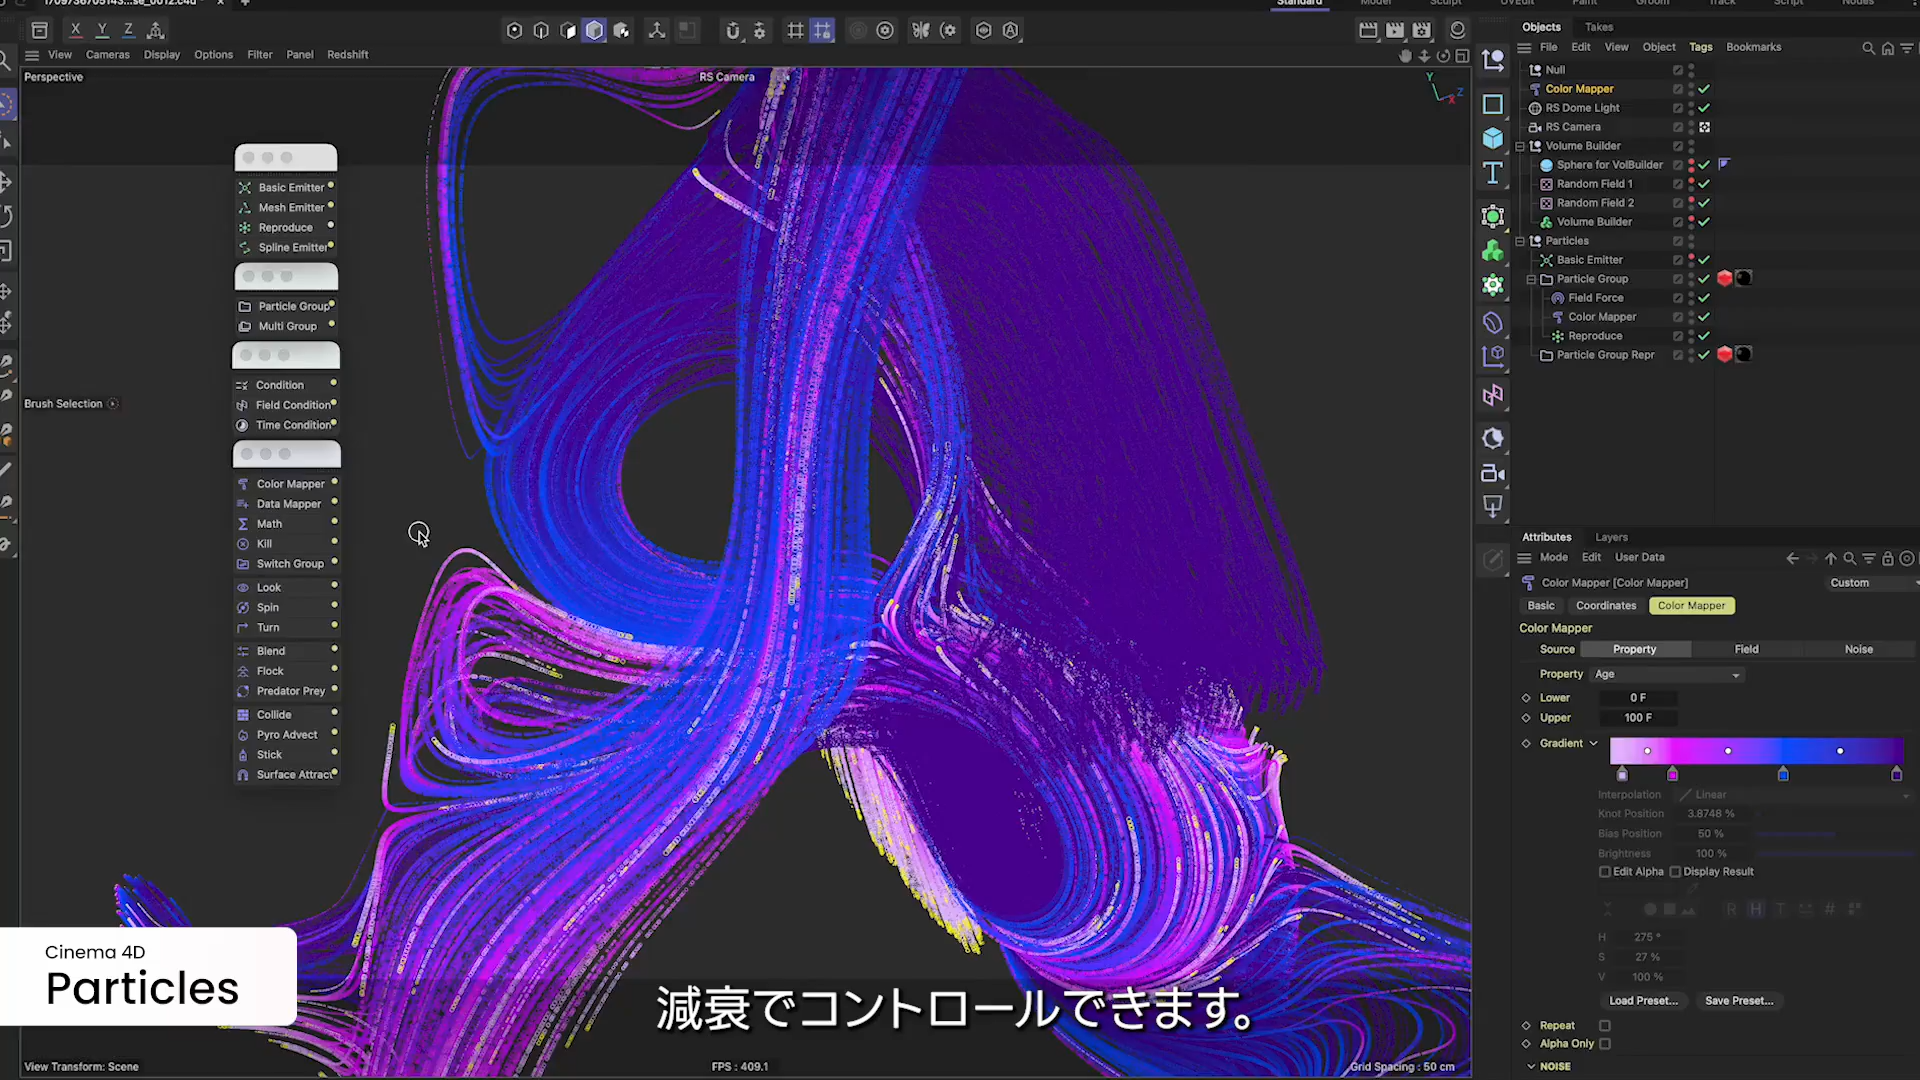 Standard Model Sculpt UVEdit Paint Groom Track Script Nodes
X Y Z
View Cameras Display Options Filter Panel Redshift
Perspective
RS Camera
Y
Z
X
Basic Emitter
Mesh Emitter
Reproduce
Spline Emitter
Particle Group
Multi Group
Condition
Field Condition
Time Condition
Brush Selection
Color Mapper
Data Mapper
Math
Kill
Switch Group
Look
Spin
Turn
Blend
Flock
Predator Prey
Collide
Pyro Advect
Stick
Surface Attract
Cinema 4D
Particles
減衰でコントロールできます。
View Transform: Scene
FPS : 409.1
Grid Spacing : 50 cm
Objects Takes
File Edit View Object Tags Bookmarks
Null
Color Mapper
RS Dome Light
RS Camera
Volume Builder
Sphere for VolBuilder
Random Field 1
Random Field 2
Volume Builder
Particles
Basic Emitter
Particle Group
Field Force
Color Mapper
Reproduce
Particle Group Repr
Attributes Layers
Mode Edit User Data
Color Mapper [Color Mapper] Custom
Basic Coordinates Color Mapper
Color Mapper
Source Property Field Noise
Property Age
Lower 0 F
Upper 100 F
Gradient
Interpolation Linear
Knot Position 3.8748 %
Bias Position 50 %
Brightness 100 %
Edit Alpha Display Result
R H T #
H 275 °
S 27 %
V 100 %
Load Preset... Save Preset...
Repeat
Alpha Only
NOISE